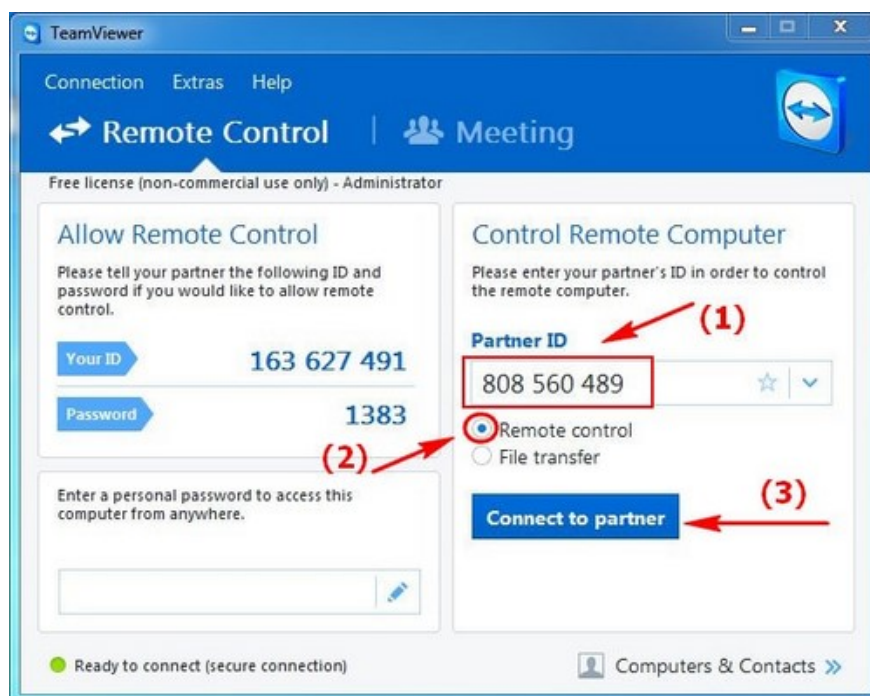 TeamViewer
Connection Extras Help
Remote Control | Meeting
Free license (non-commercial use only) - Administrator
Allow Remote Control
Please tell your partner the following ID and
password if you would like to allow remote
control.
Your ID 163 627 491
Password 1383
Enter a personal password to access this
computer from anywhere.
Control Remote Computer
Please enter your partner's ID in order to control
the remote computer.
(1)
Partner ID
808 560 489
(2)
Remote control
File transfer
(3)
Connect to partner
Ready to connect (secure connection)
Computers & Contacts >>